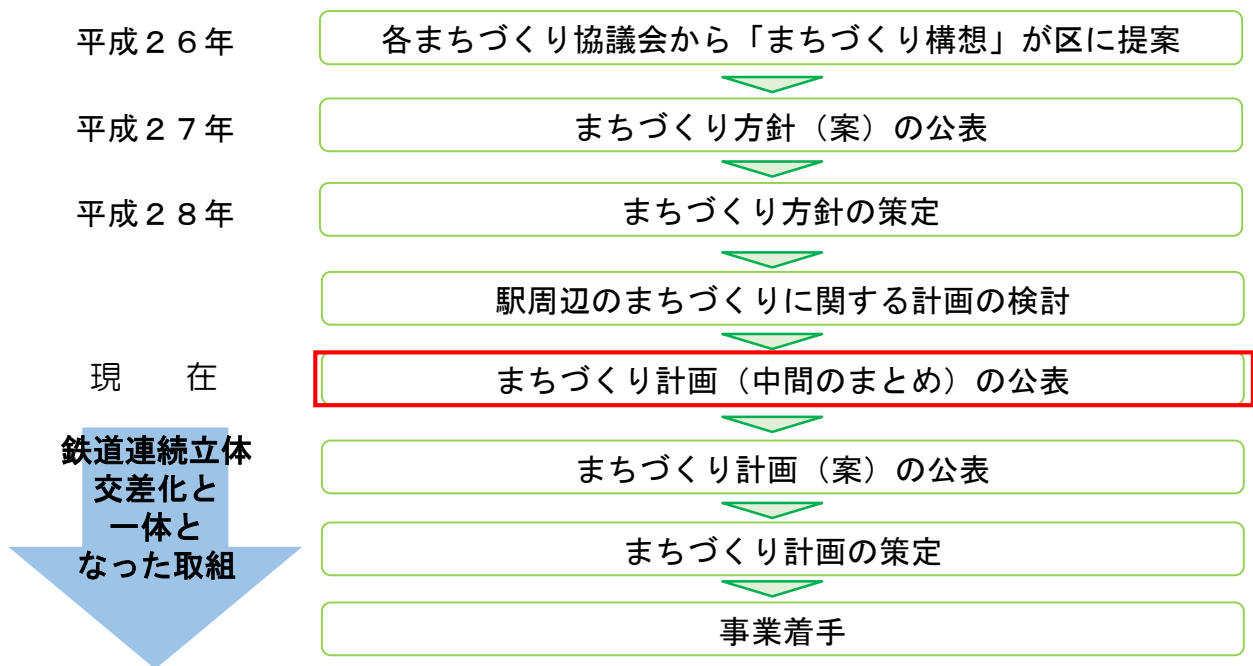 平成２６年
各まちづくり協議会から「まちづくり構想」が区に提案
平成２７年
まちづくり方針（案）の公表
平成２８年
まちづくり方針の策定
駅周辺のまちづくりに関する計画の検討
現　　在
まちづくり計画（中間のまとめ）の公表
鉄道連続立体
交差化と
一体と
なった取組
まちづくり計画（案）の公表
まちづくり計画の策定
事業着手